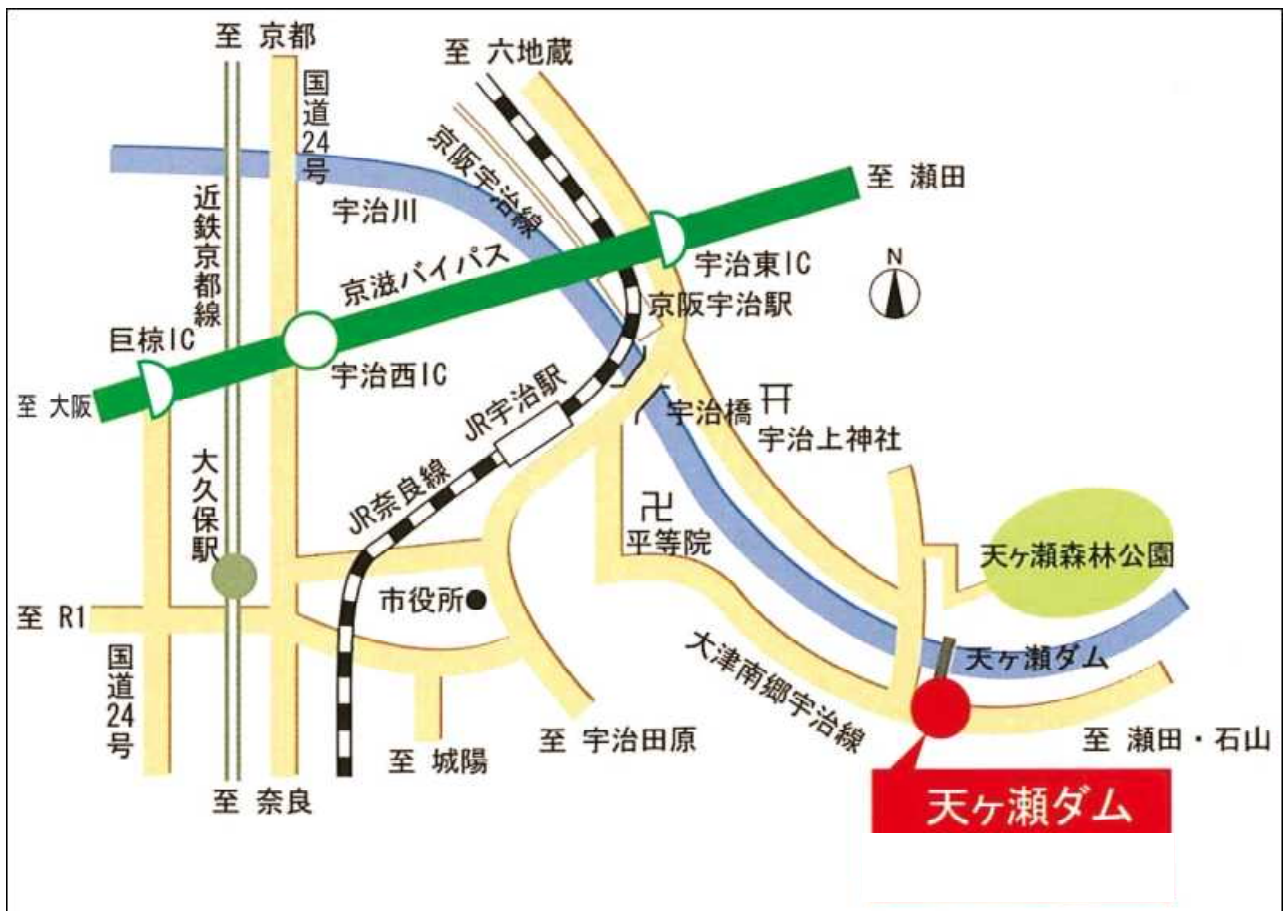 至 京都
至 六地蔵
国道24号
京阪宇治線
至 瀬田
近鉄京都線
宇治川
京滋バイパス
宇治東IC
N
京阪宇治駅
巨椋IC
宇治西IC
至 大阪
JR宇治駅
宇治橋
宇治上神社
大久保駅
JR奈良線
卍
平等院
天ヶ瀬森林公園
市役所
至 R1
国道24号
大津南郷宇治線
天ヶ瀬ダム
至 宇治田原
至 瀬田・石山
至 城陽
至 奈良
天ヶ瀬ダム